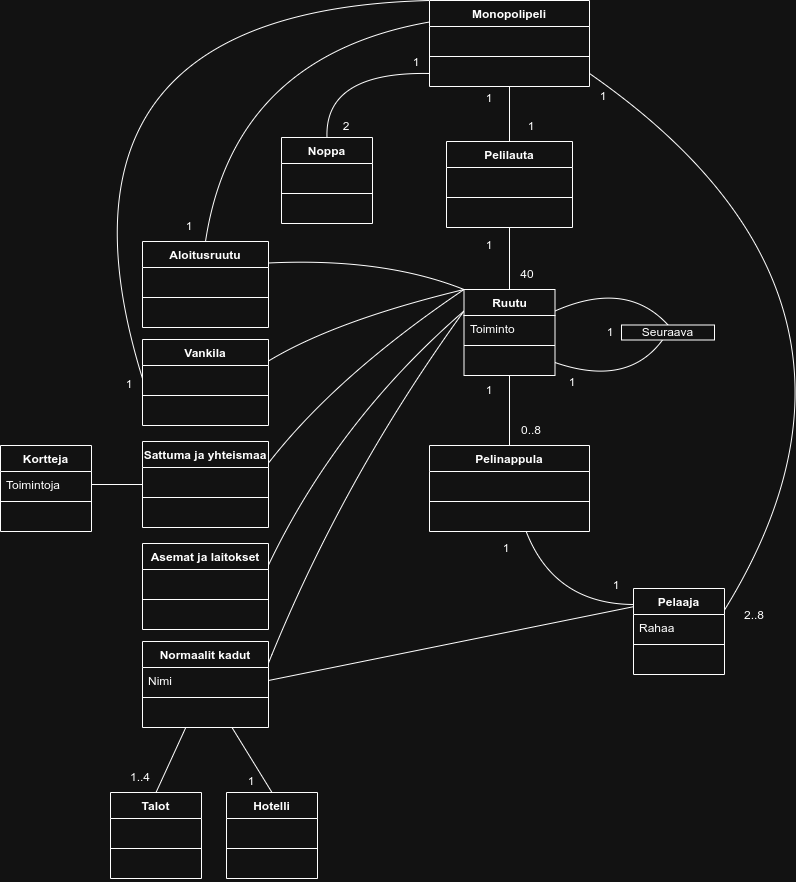 Monopolipeli
1
1
1
2
1
Noppa
Pelilauta
1
Aloitusruutu
1
40
Ruutu
Toiminto
1
Seuraava
Vankila
1
1
1
0..8
Sattuma ja yhteismaa
Kortteja
Toimintoja
Pelinappula
Asemat ja laitokset
1
1
Pelaaja
Rahaa
2..8
Normaalit kadut
Nimi
1..4
1
Talot
Hotelli